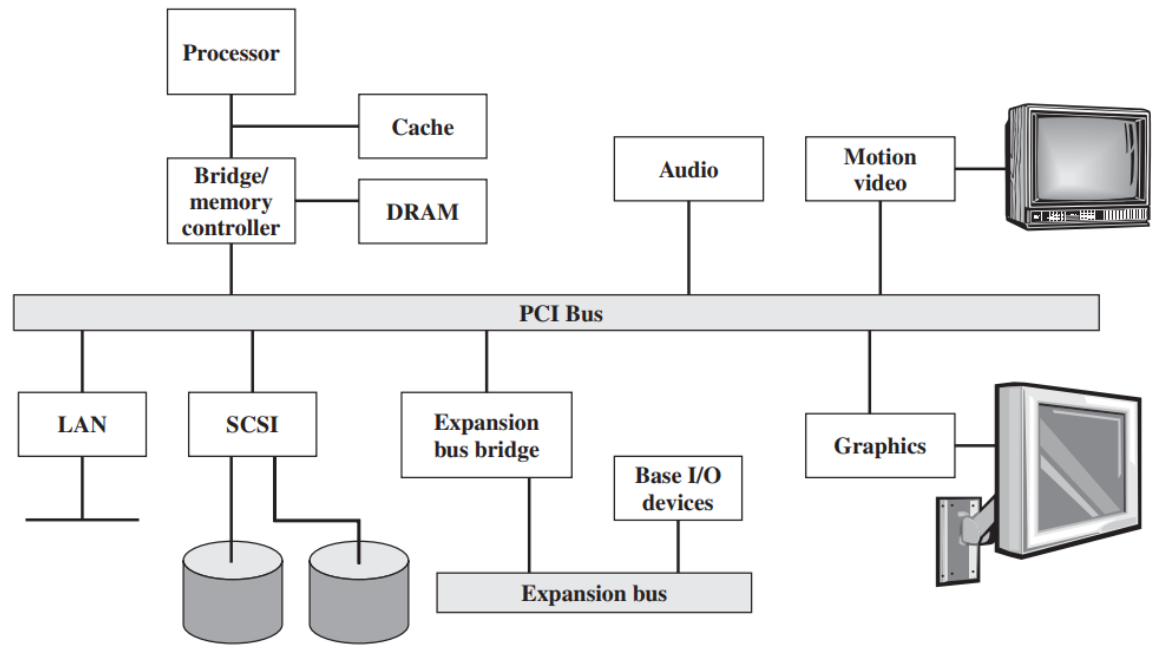 Processor
Cache
Bridge/
memory
controller
DRAM
Audio
Motion
video
PCI Bus
LAN
SCSI
Expansion
bus bridge
Base I/O
devices
Graphics
Expansion bus